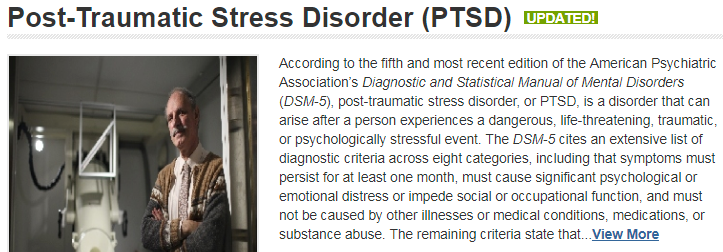 Post-Traumatic Stress Disorder (PTSD) UPDATED!
According to the fifth and most recent edition of the American Psychiatric
Association's Diagnostic and Statistical Manual of Mental Disorders
(DSM-5), post-traumatic stress disorder, or PTSD, is a disorder that can
arise after a person experiences a dangerous, life-threatening, traumatic,
or psychologically stressful event. The DSM-5 cites an extensive list of
diagnostic criteria across eight categories, including that symptoms must
persist for at least one month, must cause significant psychological or
emotional distress or impede social or occupational function, and must
not be caused by other illnesses or medical conditions, medications, or
substance abuse. The remaining criteria state that...View More